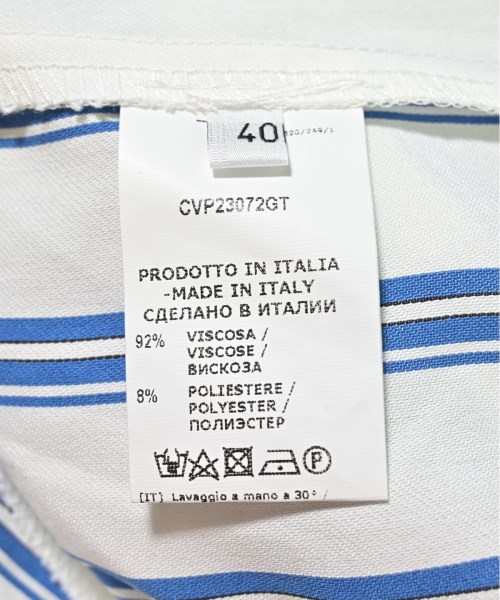 40
CVP23072GT
PRODOTTO IN ITALIA
-MADE IN ITALY
СДЕЛАНО В ИТАЛИИ
92% VISCOSA /
VISCOSE /
ВИСКОЗА
8% POLIESTERE /
POLYESTER /
ПОЛИЭСТЕР
P
[IT] Lavaggio a mano a 30° /